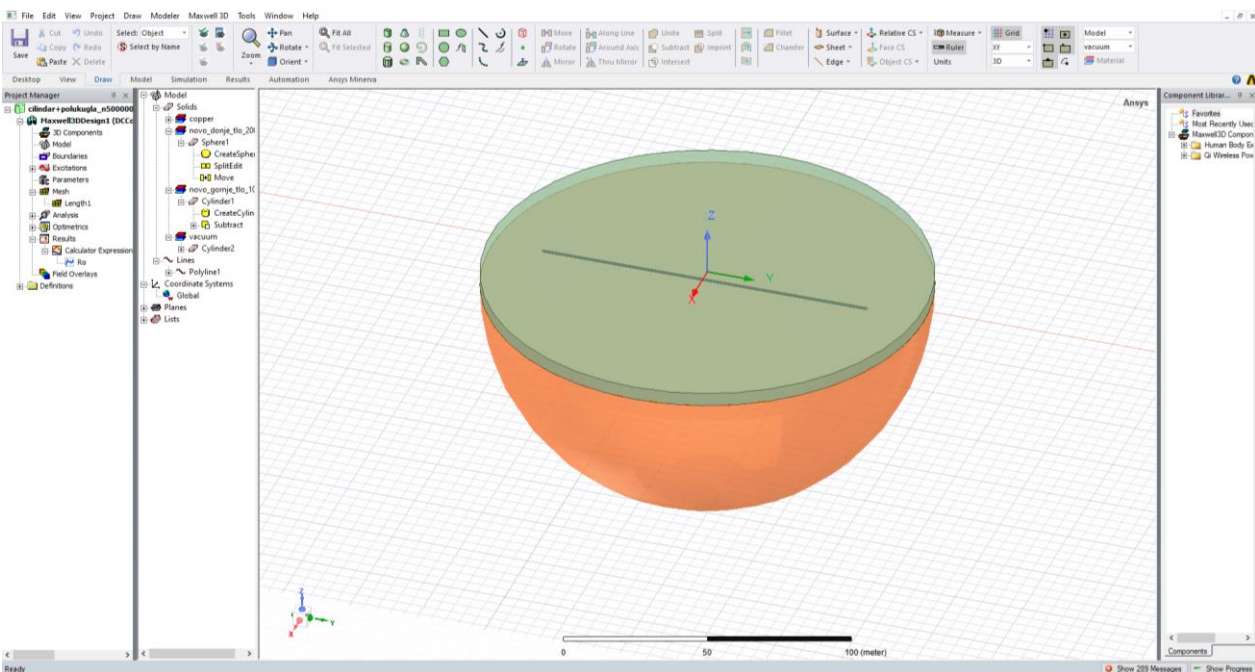 File Edit View Project Draw Modeler Maxwell 3D Tools Window Help
Save
Cut Undo
Copy Redo
Paste Delete
Select: Object
Select by Name
Zoom
Pan
Rotate
Orient
Fit All
Fit Selected
Move Along Line Unite Split Fillet
Rotate Around Axis Subtract Imprint Chamfer
Mirror Thru Mirror Intersect
Surface Relative CS Measure Grid Model
Sheet Face CS Ruler XY vacuum
Edge Object CS Units 3D Material
Desktop View Draw Model Simulation Results Automation Ansys Minerva
Project Manager
cilindar+polukugla_n500000
Maxwell3DDesign1 (DCCo
3D Components
Model
Boundaries
Excitations
Parameters
Mesh
Length1
Analysis
Optimetrics
Results
Calculator Expression
Ro
Field Overlays
Definitions
Model
Solids
copper
novo_donje_tlo_20(
Sphere1
CreateSpher
SplitEdit
Move
novo_gornje_tlo_1(
Cylinder1
CreateCylin
Subtract
vacuum
Cylinder2
Lines
Polyline1
Coordinate Systems
Global
Planes
Lists
Ansys
Z
Y
X
Z
Y
X
0 50 100 (meter)
Component Librar...
Favorites
Most Recently Used
Maxwell3D Compon
Human Body Ex
Qi Wireless Pow
Components
Ready
Show 289 Messages Show Progress